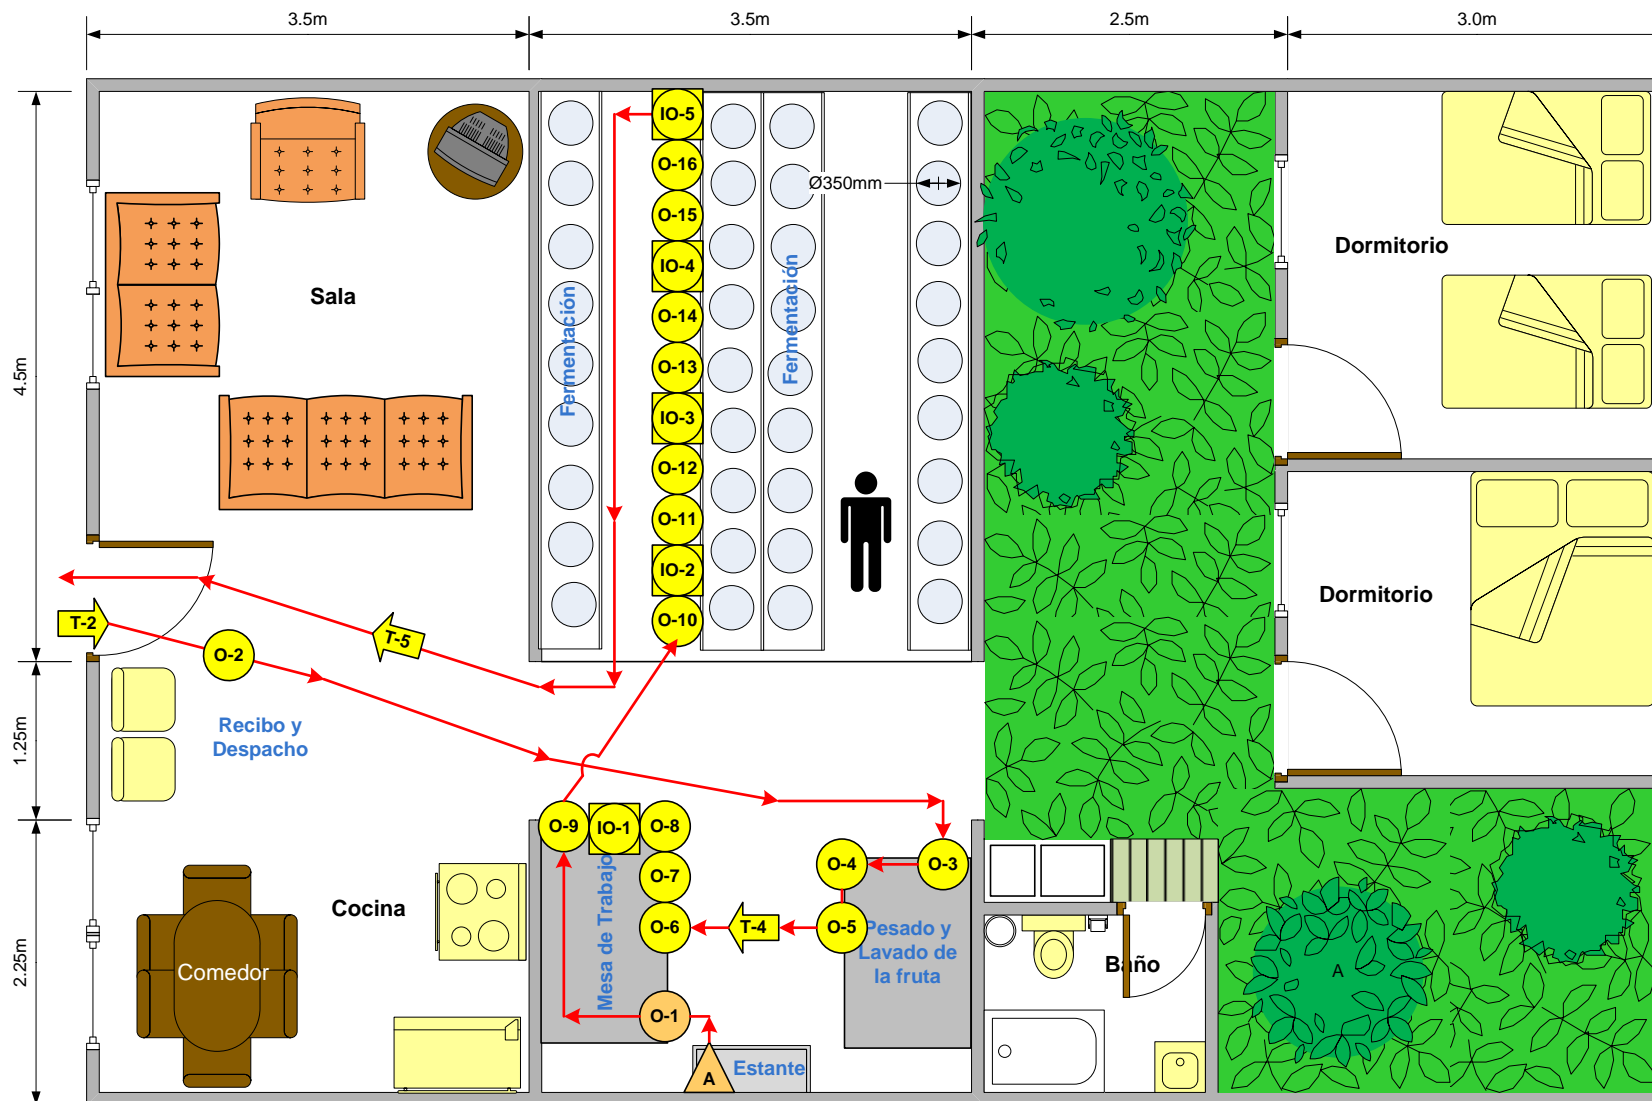 3.5m
3.5m
2.5m
3.0m
4.5m
1.25m
2.25m
IO-5
O-16
O-15
IO-4
O-14
O-13
IO-3
O-12
O-11
IO-2
O-10
Ø350mm
Sala
Fermentación
Fermentación
Dormitorio
Dormitorio
T-2
O-2
T-5
Recibo y
Despacho
O-9
IO-1
O-8
O-7
O-6
T-4
O-5
O-4
O-3
Mesa de Trabajo
Pesado y
Lavado de
la fruta
Cocina
Comedor
O-1
A
Estante
Baño
A